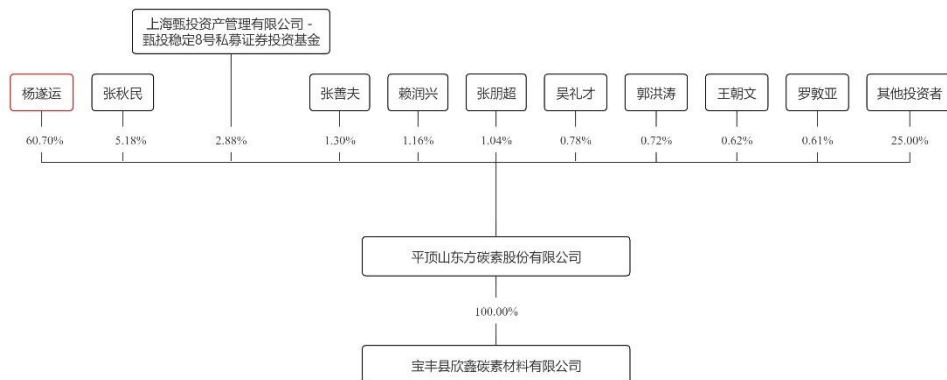 上海甄投资产管理有限公司 -
甄投稳定8号私募证券投资基金
杨遂运
张秋民
张善夫
赖润兴
张朋超
吴礼才
郭洪涛
王朝文
罗敦亚
其他投资者
60.70%
5.18%
2.88%
1.30%
1.16%
1.04%
0.78%
0.72%
0.62%
0.61%
25.00%
平顶山东方碳素股份有限公司
100.00%
宝丰县欣鑫碳素材料有限公司